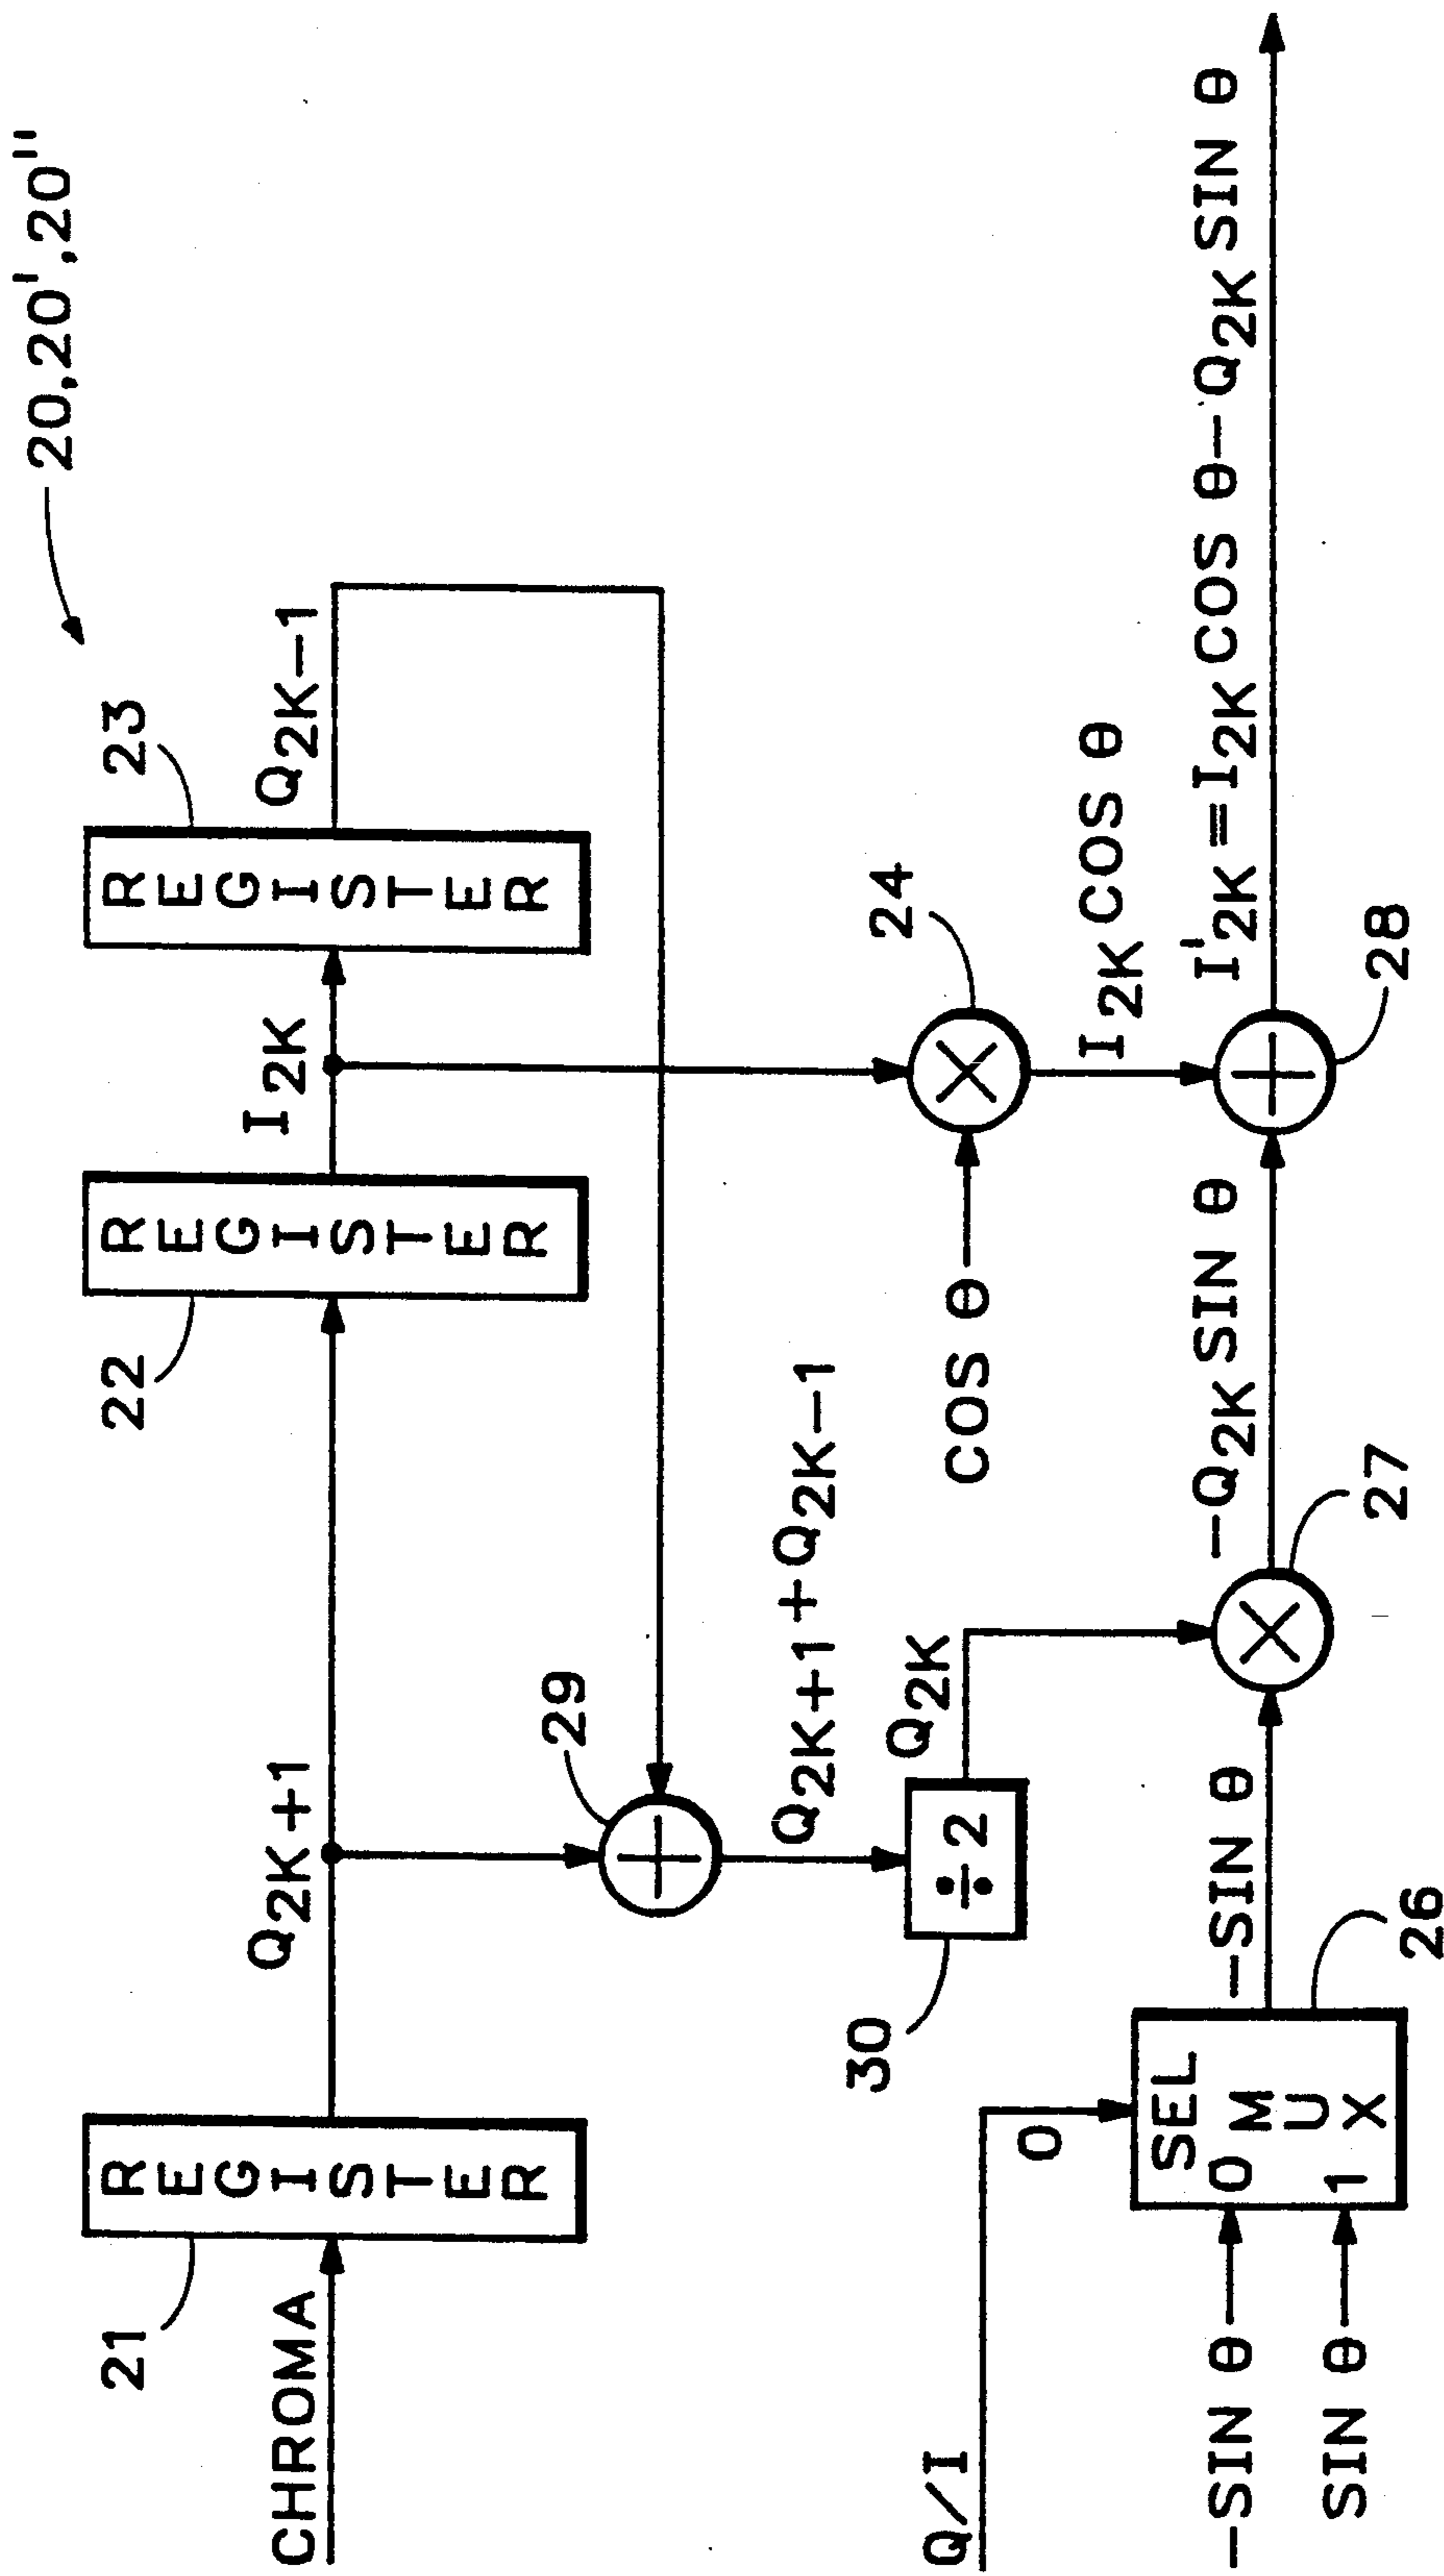 20,20',20"
21
22
23
REGISTER
REGISTER
REGISTER
CHROMA
Q2K+1
I2K
Q2K−1
29
Q2K+1+Q2K−1
30
÷2
Q2K
24
COS θ
I2K COS θ
Q/I
0
SEL
0 MUX
1
−SIN θ
SIN θ
26
−SIN θ
27
−Q2K SIN θ
28
I'2K=I2K COS θ−Q2K SIN θ